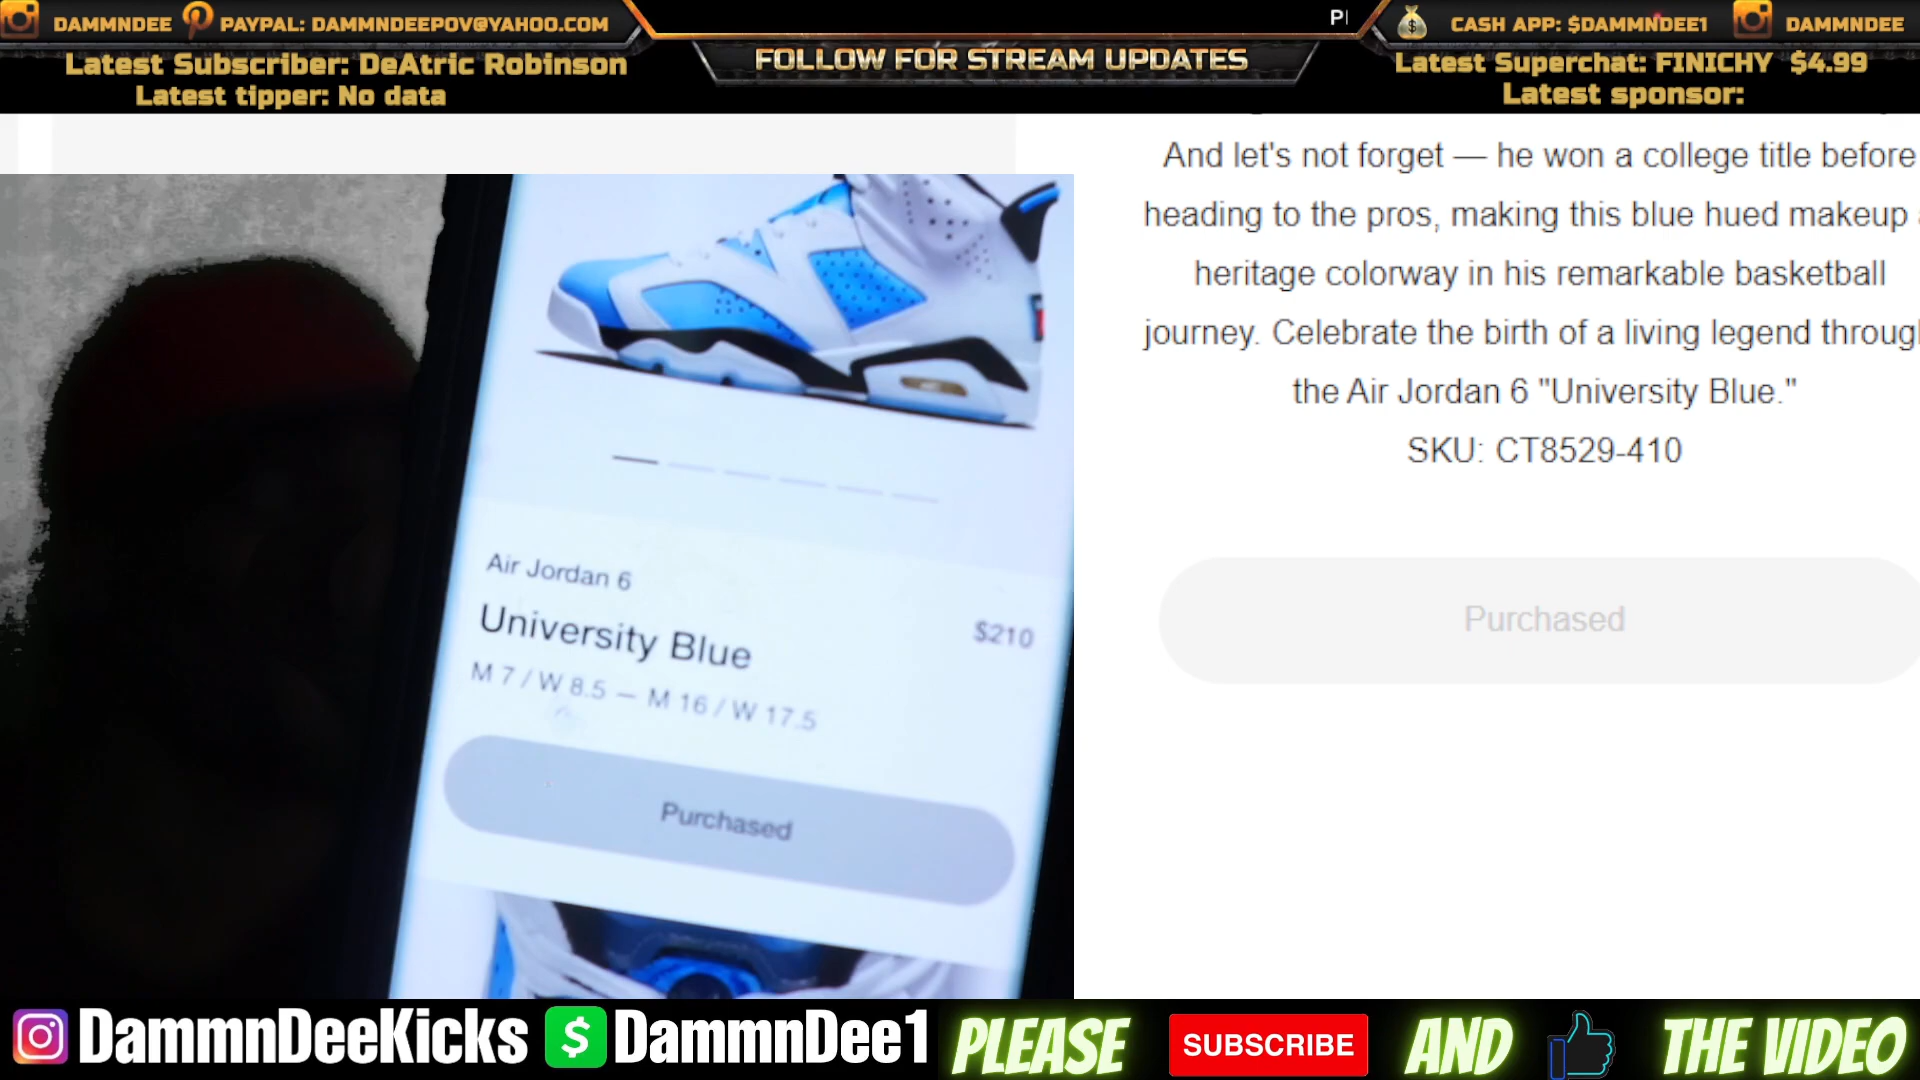 DAMMNDEE PAYPAL: DAMMNDEEPOV@YAHOO.COM
P
CASH APP: $DAMMNDEE1 DAMMNDEE
FOLLOW FOR STREAM UPDATES
Latest Subscriber: DeAtric Robinson
Latest tipper: No data
Latest Superchat: FINICHY $4.99
Latest sponsor:
And let's not forget — he won a college title before
heading to the pros, making this blue hued makeup a
heritage colorway in his remarkable basketball
journey. Celebrate the birth of a living legend through
the Air Jordan 6 "University Blue."
SKU: CT8529-410
Purchased
Air Jordan 6
University Blue
$210
M 7 / W 8.5 — M 16 / W 17.5
Purchased
DammnDeeKicks $ DammnDee1 PLEASE SUBSCRIBE AND THE VIDEO